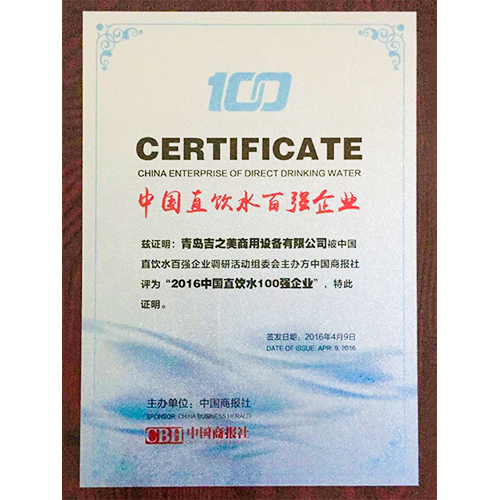 100
CERTIFICATE
CHINA ENTERPRISE OF DIRECT DRINKING WATER
中国直饮水百强企业
兹证明：青岛吉之美商用设备有限公司被中国
直饮水百强企业调研活动组委会主办方中国商报社
评为“2016中国直饮水100强企业”，特此
证明。
签发日期：2016年4月9日
DATE OF ISSUE: APR. 9, 2016
主办单位：中国商报社
SPONSOR: CHINA BUSINESS HERALD
CBH 中国商报社